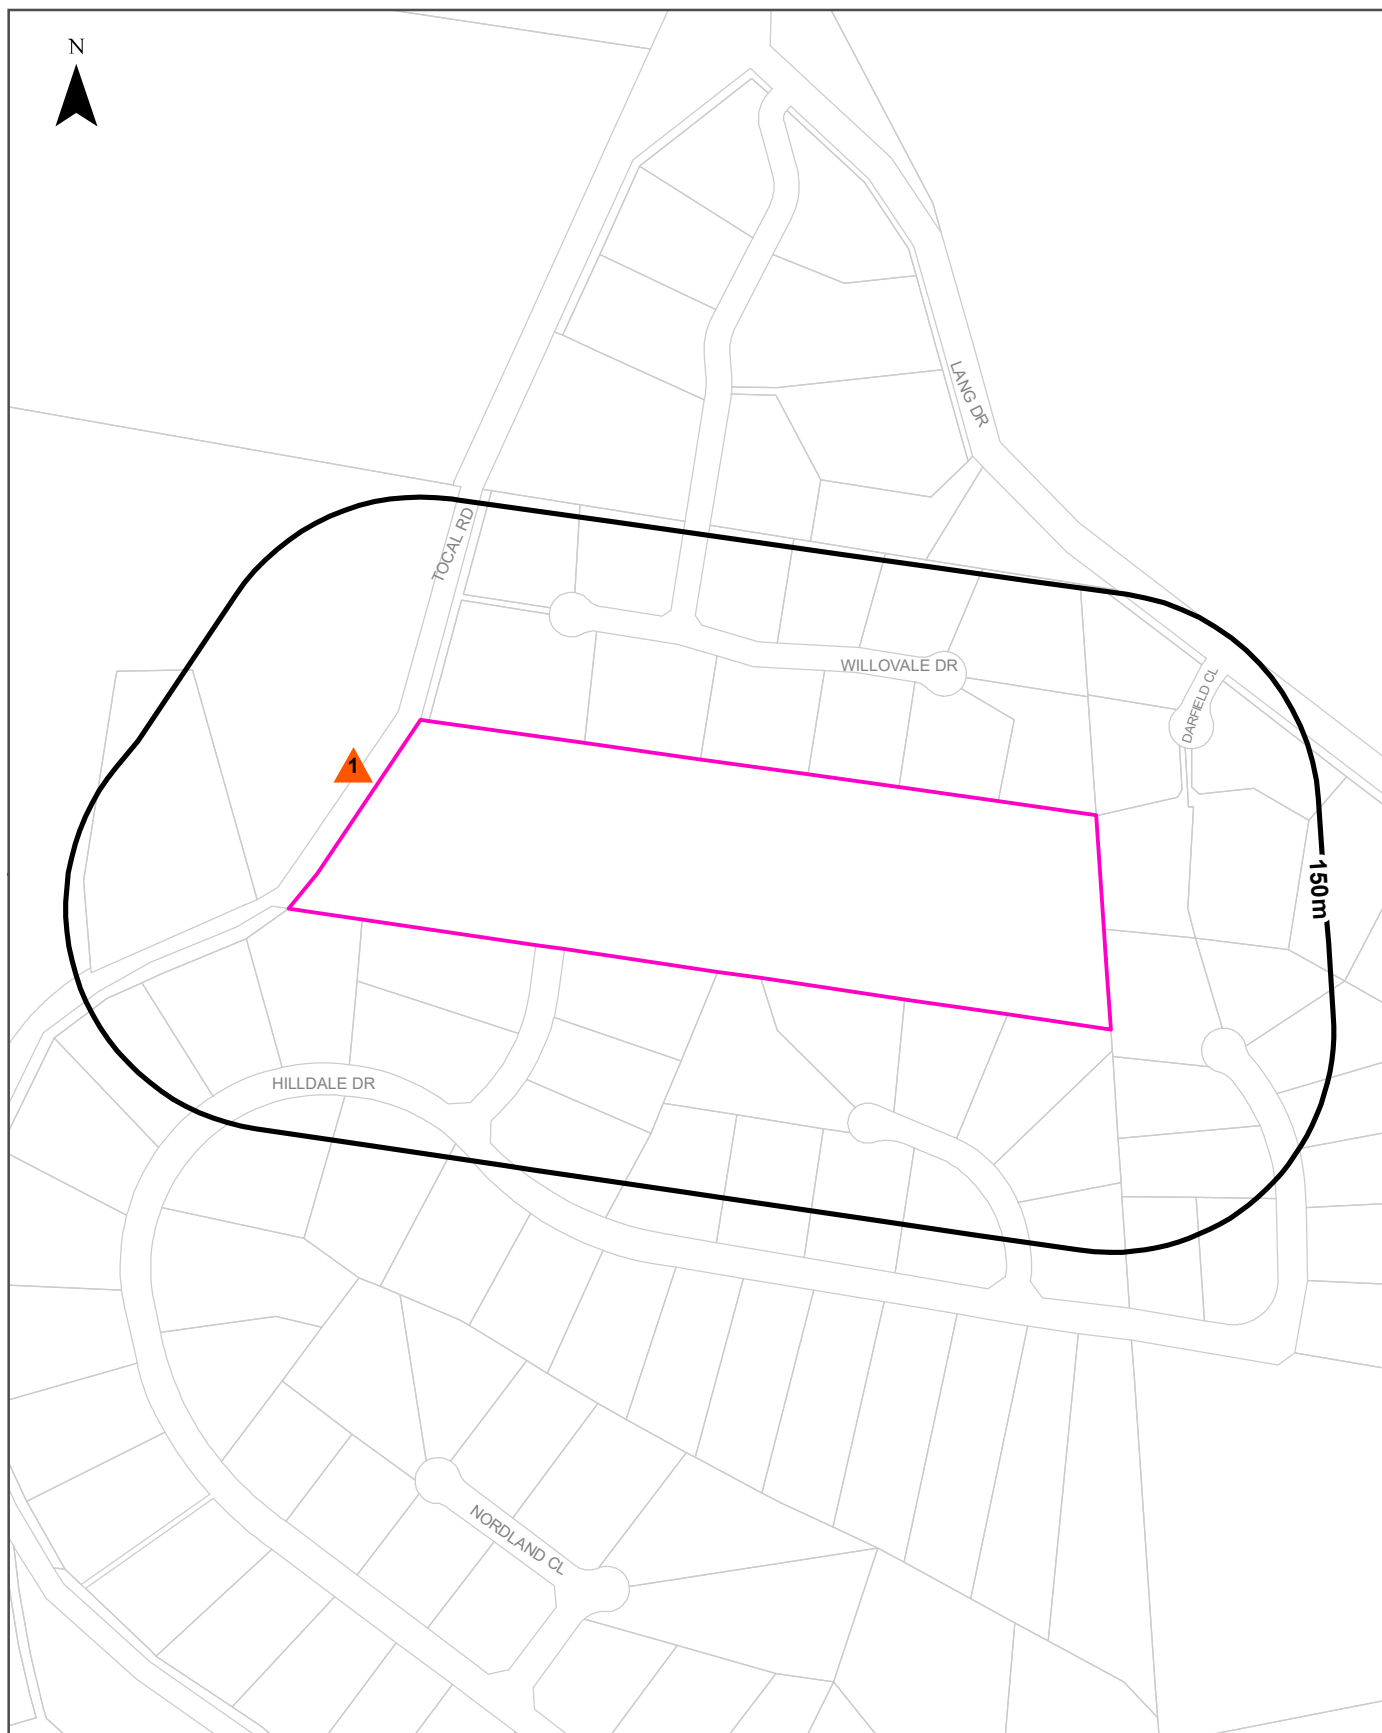 N
LANG DR
TOCAL RD
WILLOVALE DR
DARFIELD CL
1
150m
HILLDALE DR
NORDLAND CL